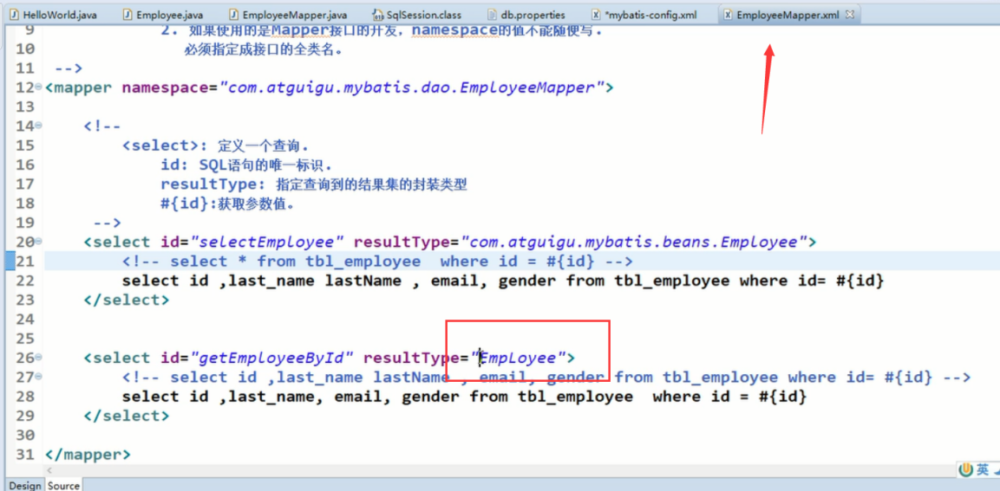 HelloWorld.java Employee.java EmployeeMapper.java SqlSession.class db.properties *mybatis-config.xml EmployeeMapper.xml
9 2. 如果使用的是Mapper接口的开发，namespace的值不能随便写.
10 必须指定成接口的全类名。
11 -->
12 <mapper namespace="com.atguigu.mybatis.dao.EmployeeMapper">
13
14 <!--
15 <select>: 定义一个查询.
16 id: SQL语句的唯一标识.
17 resultType: 指定查询到的结果集的封装类型
18 #{id}:获取参数值。
19 -->
20 <select id="selectEmployee" resultType="com.atguigu.mybatis.beans.Employee">
21 <!-- select * from tbl_employee  where id = #{id} -->
22 select id ,last_name lastName , email, gender from tbl_employee where id= #{id}
23 </select>
24
25
26 <select id="getEmployeeById" resultType="Employee">
27 <!-- select id ,last_name lastName , email, gender from tbl_employee where id= #{id} -->
28 select id ,last_name, email, gender from tbl_employee  where id = #{id}
29 </select>
30
31 </mapper>
英
Design Source